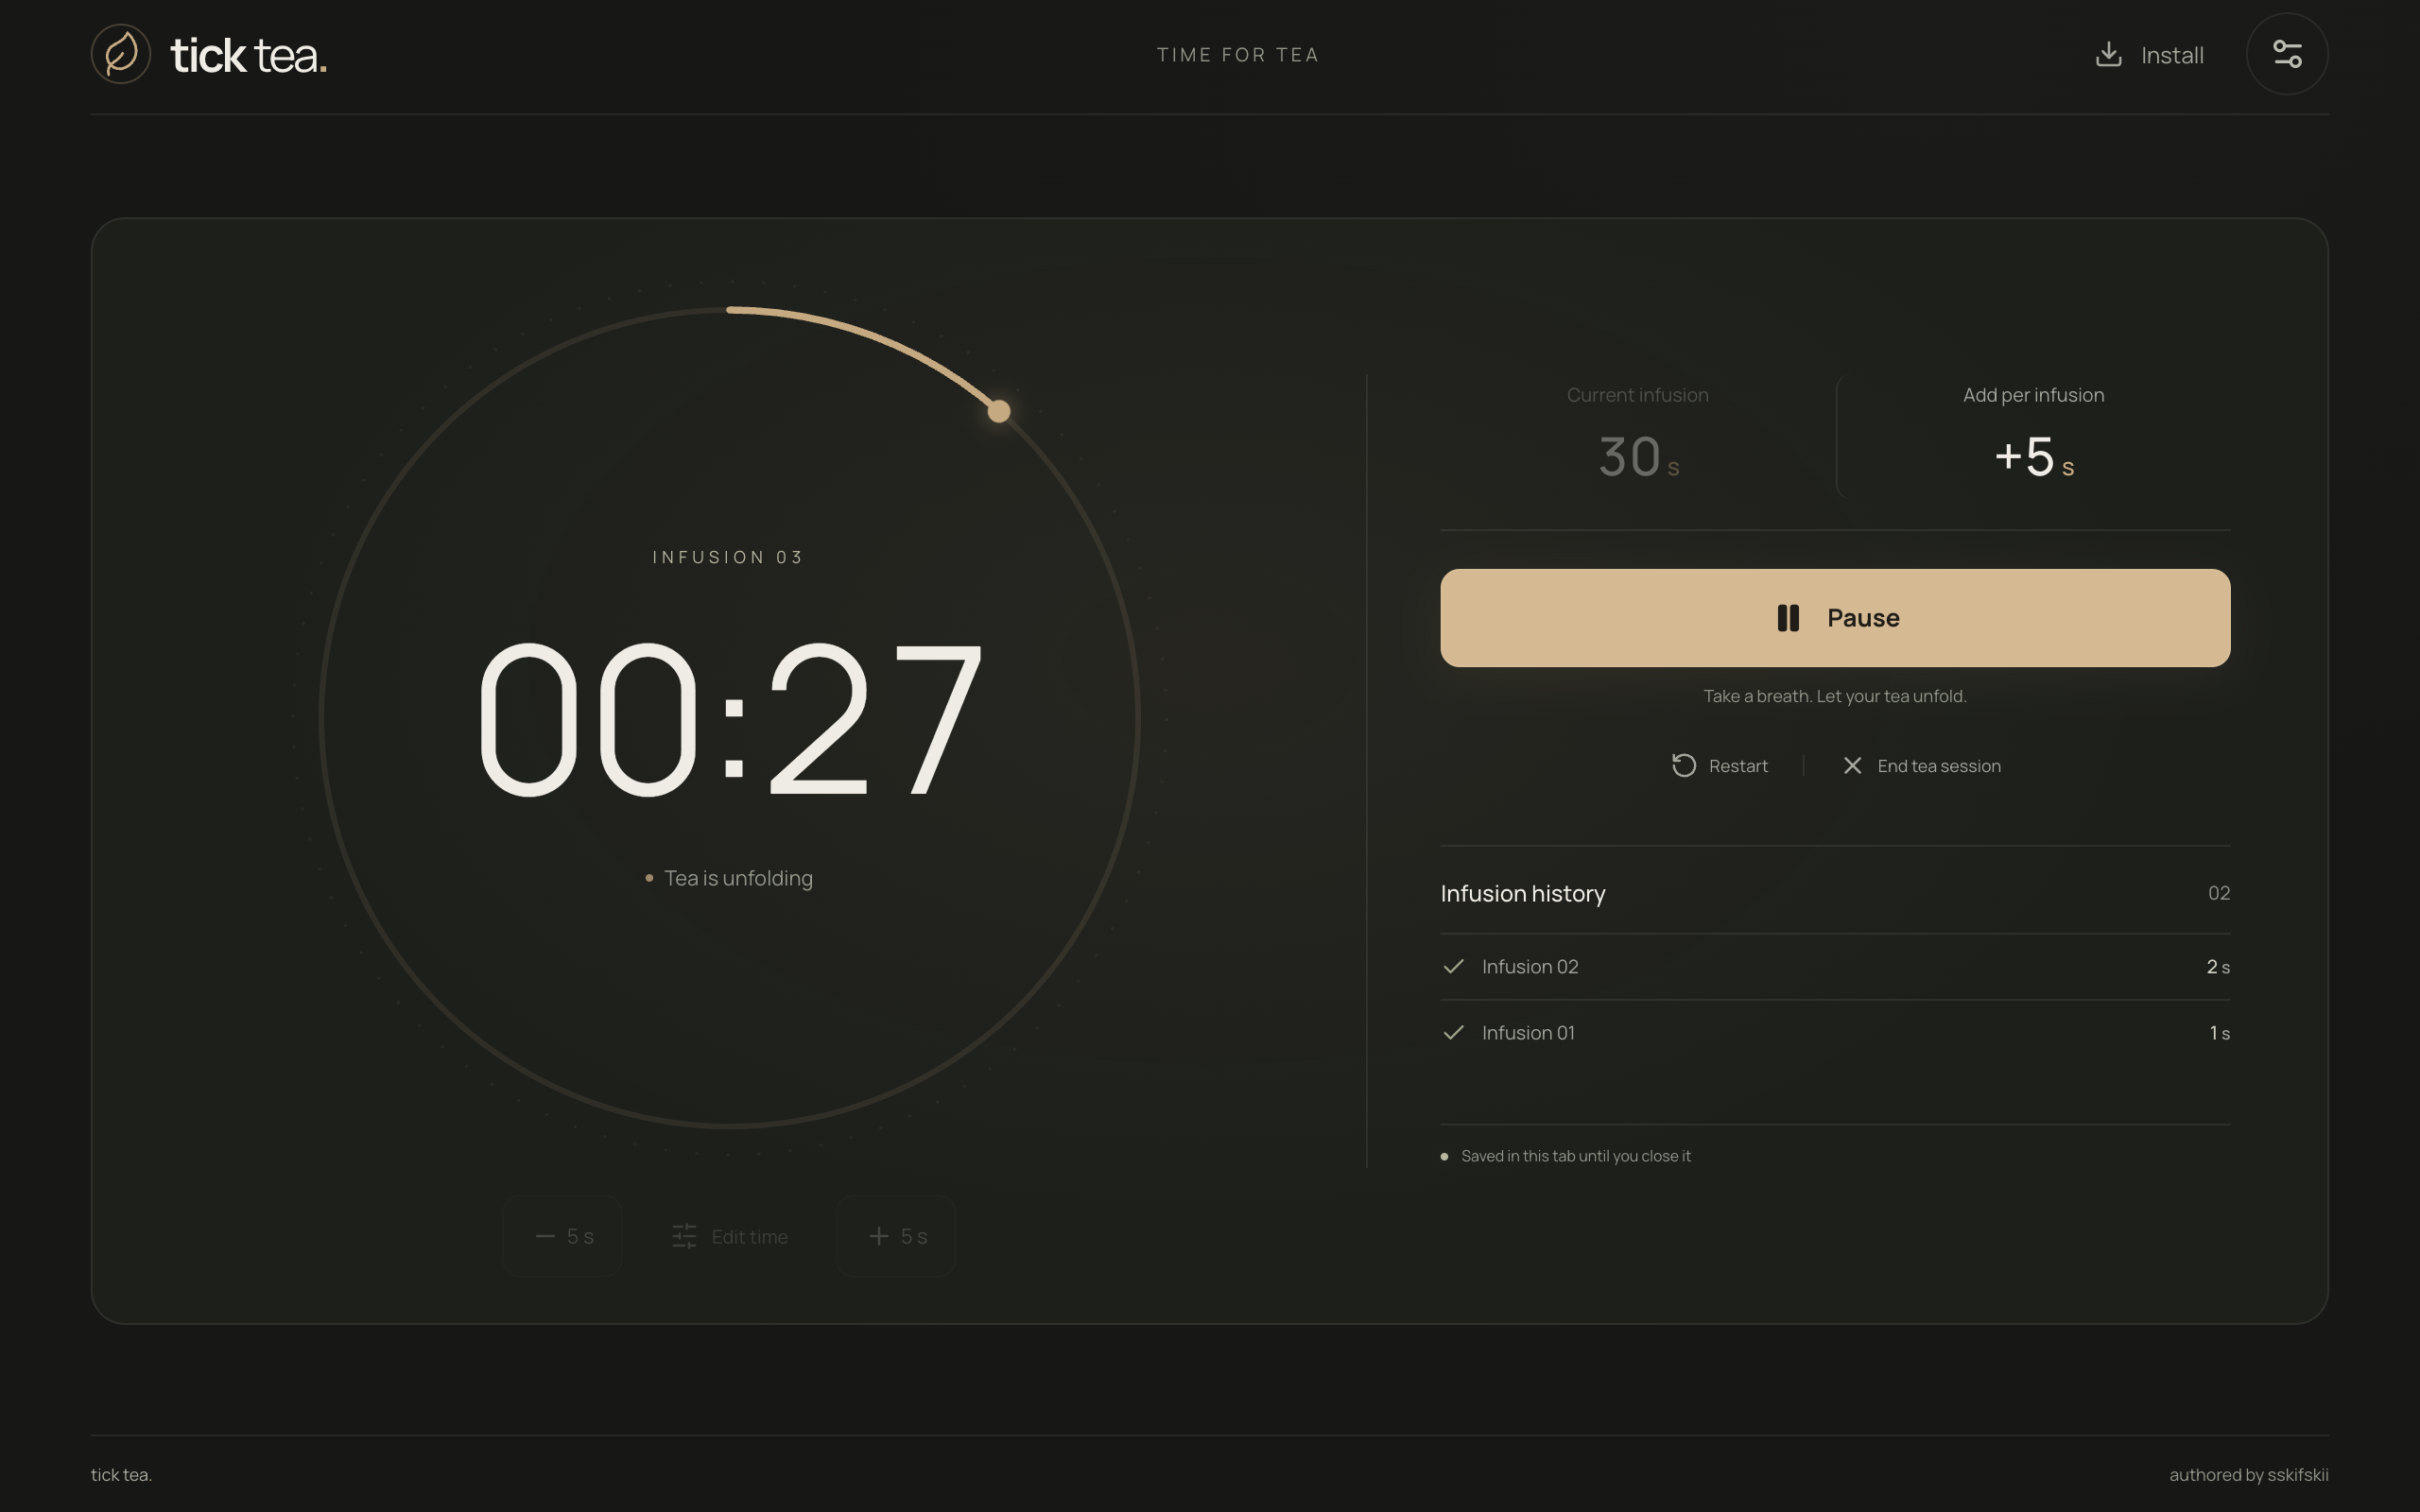 tick tea.
TIME FOR TEA
Install
INFUSION 03
00:27
Tea is unfolding
5 s
Edit time
5 s
Current infusion
30 s
Add per infusion
+5 s
Pause
Take a breath. Let your tea unfold.
Restart
End tea session
Infusion history
02
Infusion 02
2 s
Infusion 01
1 s
Saved in this tab until you close it
tick tea.
authored by sskifskii